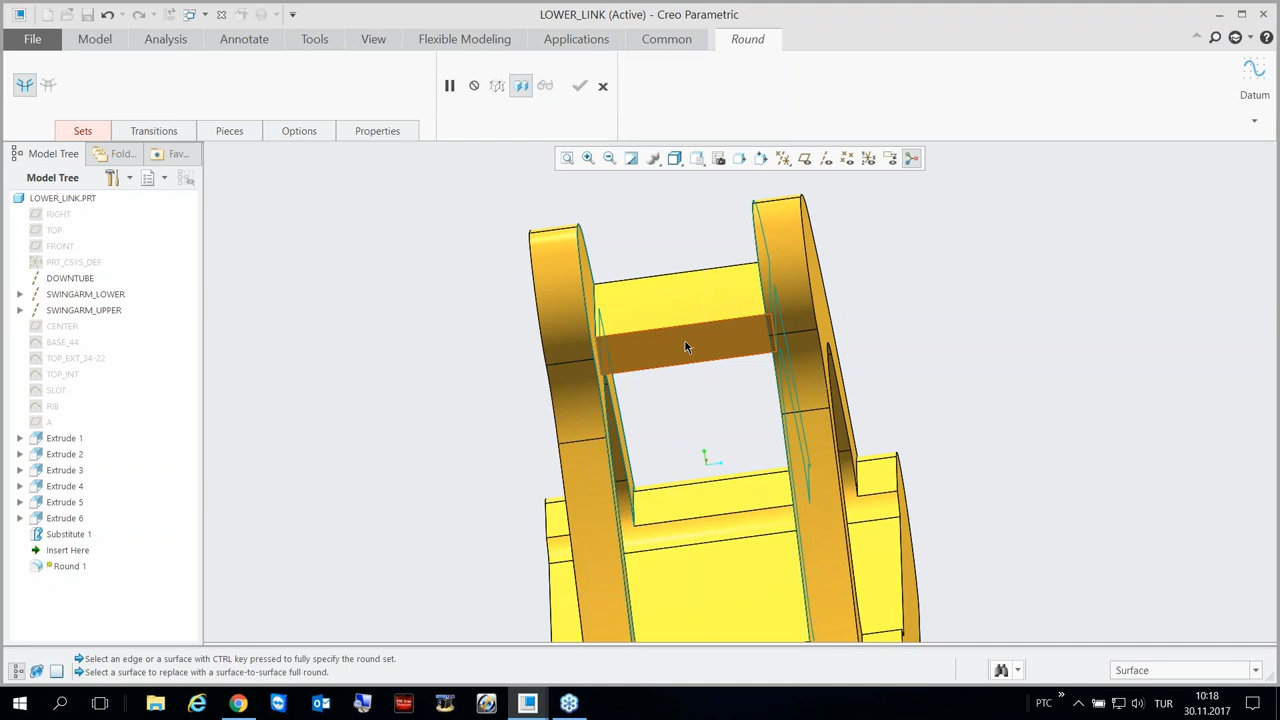 LOWER_LINK (Active) - Creo Parametric
File Model Analysis Annotate Tools View Flexible Modeling Applications Common Round
Datum
Sets Transitions Pieces Options Properties
Model Tree Fold... Fav...
Model Tree
LOWER_LINK.PRT
RIGHT
TOP
FRONT
PRT_CSYS_DEF
DOWNTUBE
SWINGARM_LOWER
SWINGARM_UPPER
CENTER
BASE_44
TOP_EXT_34-22
TOP_INT
SLOT
RIB
A
Extrude 1
Extrude 2
Extrude 3
Extrude 4
Extrude 5
Extrude 6
Substitute 1
Insert Here
Round 1
Select an edge or a surface with CTRL key pressed to fully specify the round set.
Select a surface to replace with a surface-to-surface full round.
Surface
PTC TUR 10:18
30.11.2017